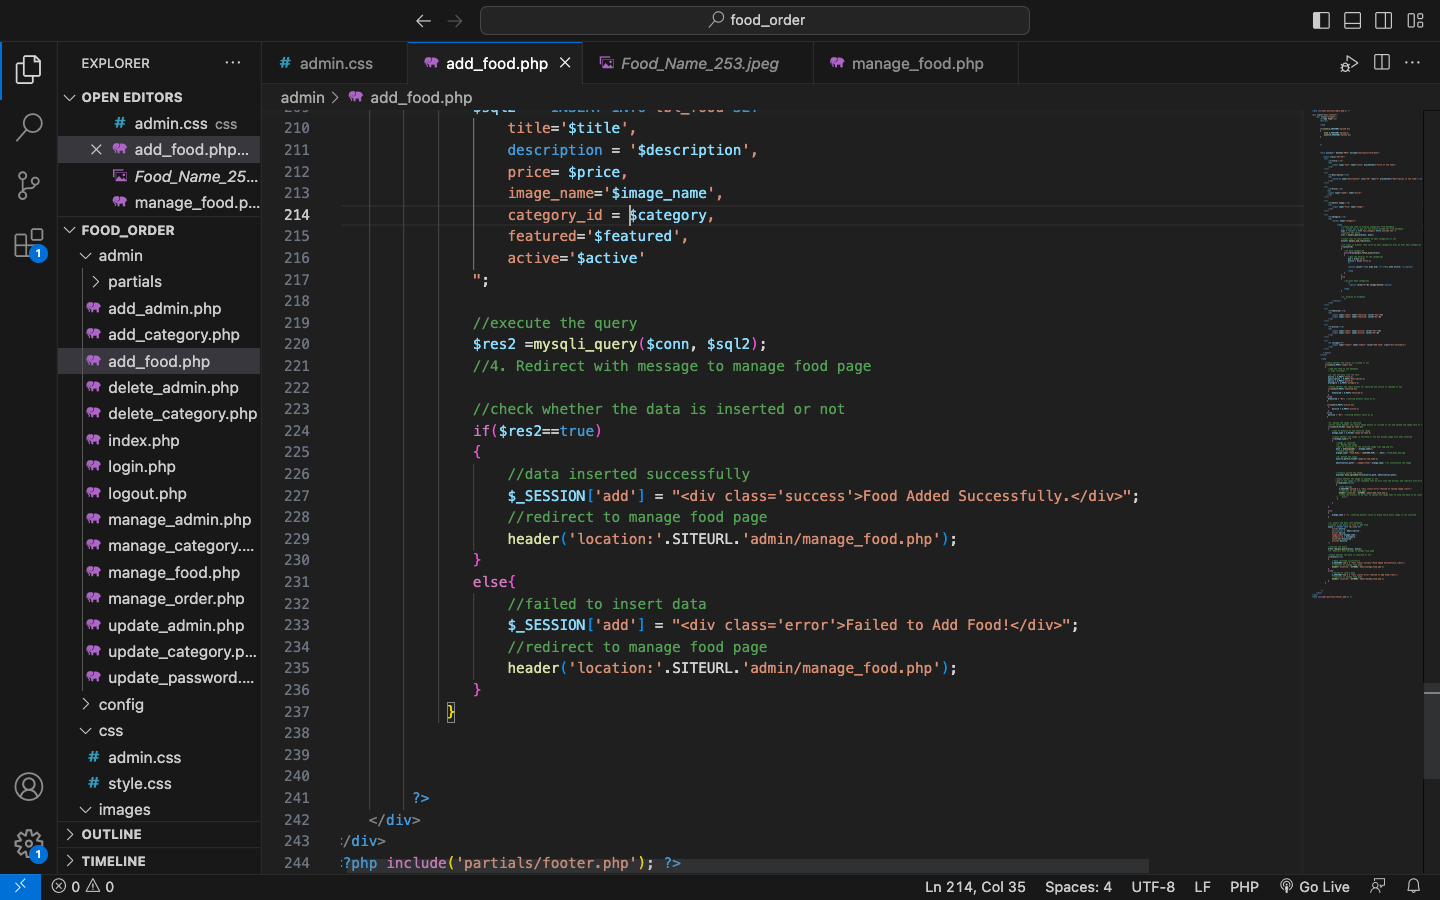 food_order
EXPLORER
OPEN EDITORS
# admin.css css
add_food.php...
Food_Name_25...
manage_food.p...
FOOD_ORDER
admin
partials
add_admin.php
add_category.php
add_food.php
delete_admin.php
delete_category.php
index.php
login.php
logout.php
manage_admin.php
manage_category....
manage_food.php
manage_order.php
update_admin.php
update_category.p...
update_password....
config
css
# admin.css
# style.css
images
OUTLINE
TIMELINE
1
1
# admin.css
add_food.php
Food_Name_253.jpeg
manage_food.php
admin > add_food.php
210 title='$title',
211 description = '$description',
212 price= $price,
213 image_name='$image_name',
214 category_id = $category,
215 featured='$featured',
216 active='$active'
217 ";
218
219 //execute the query
220 $res2 =mysqli_query($conn, $sql2);
221 //4. Redirect with message to manage food page
222
223 //check whether the data is inserted or not
224 if($res2==true)
225 {
226 //data inserted successfully
227 $_SESSION['add'] = "<div class='success'>Food Added Successfully.</div>";
228 //redirect to manage food page
229 header('location:'.SITEURL.'admin/manage_food.php');
230 }
231 else{
232 //failed to insert data
233 $_SESSION['add'] = "<div class='error'>Failed to Add Food!</div>";
234 //redirect to manage food page
235 header('location:'.SITEURL.'admin/manage_food.php');
236 }
237 }
238
239
240
241 ?>
242 </div>
243 /div>
244 ?php include('partials/footer.php'); ?>
0 0
Ln 214, Col 35 Spaces: 4 UTF-8 LF PHP Go Live